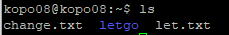 kopo08@kopo08:~$ ls
change.txt  letgo  let.txt